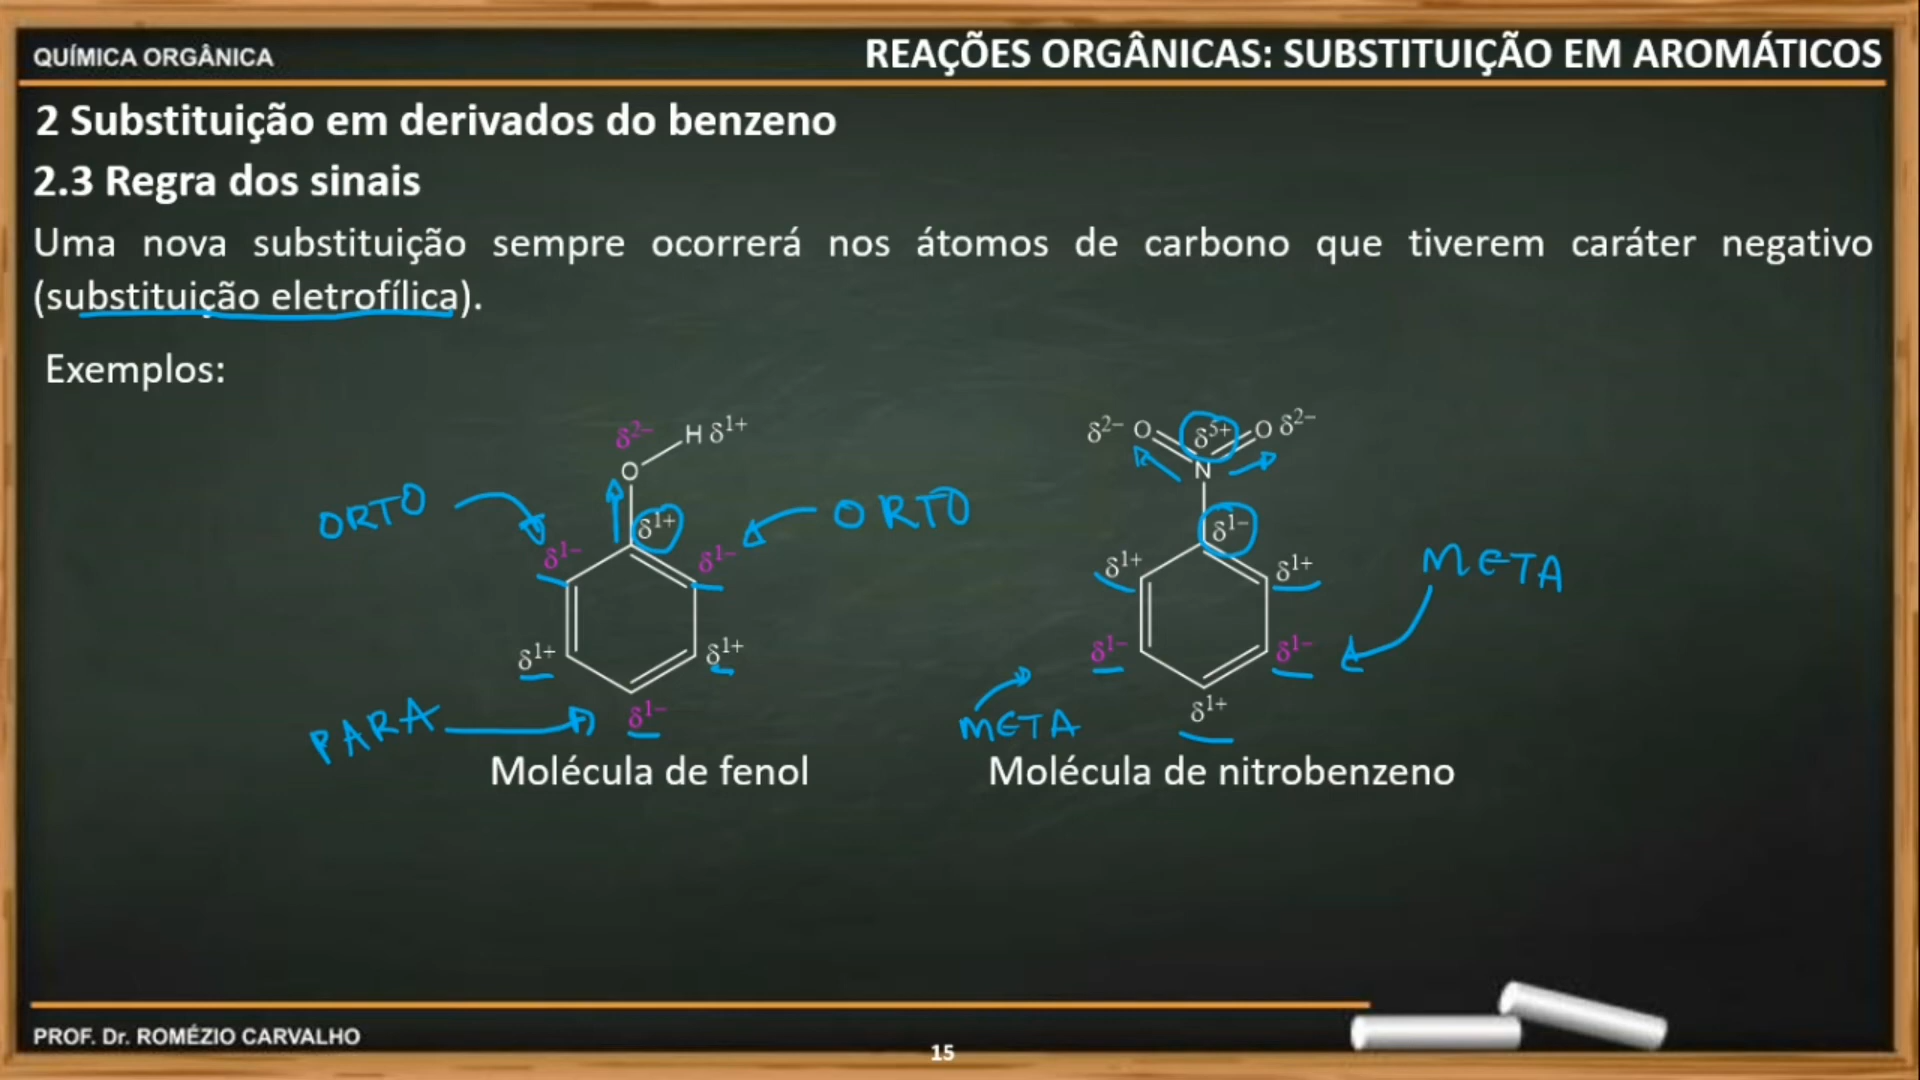 QUÍMICA ORGÂNICA
REAÇÕES ORGÂNICAS: SUBSTITUIÇÃO EM AROMÁTICOS
2 Substituição em derivados do benzeno
2.3 Regra dos sinais
Uma nova substituição sempre ocorrerá nos átomos de carbono que tiverem caráter negativo
(substituição eletrofílica).
Exemplos:
δ2− H δ1+
O
ORTO
δ1+
ORTO
δ1− δ1−
δ1+ δ1+
PARA
δ1−
Molécula de fenol
δ2− O δ5+ O δ2−
N
δ1−
δ1+ δ1+
META
δ1− δ1−
META
δ1+
Molécula de nitrobenzeno
PROF. Dr. ROMÉZIO CARVALHO
15